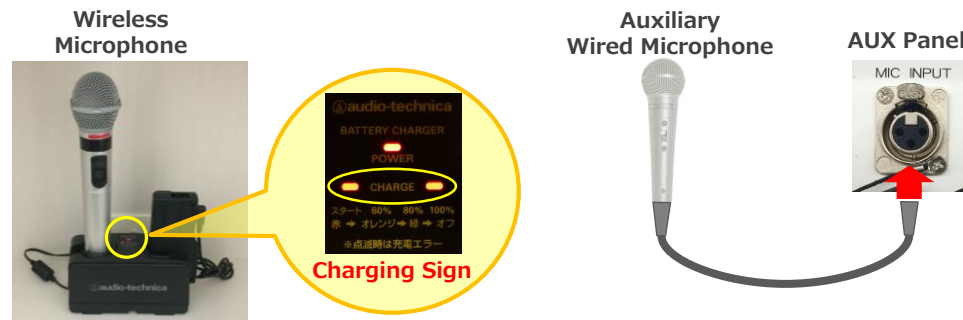 Wireless
Microphone
audio-technica
BATTERY CHARGER
POWER
CHARGE
スタート 60% 80% 100%
赤 ➔ オレンジ ➔ 緑 ➔ オフ
※点滅時は充電エラー
Charging Sign
audio-technica
Auxiliary
Wired Microphone
AUX Panel
MIC INPUT
PUSH